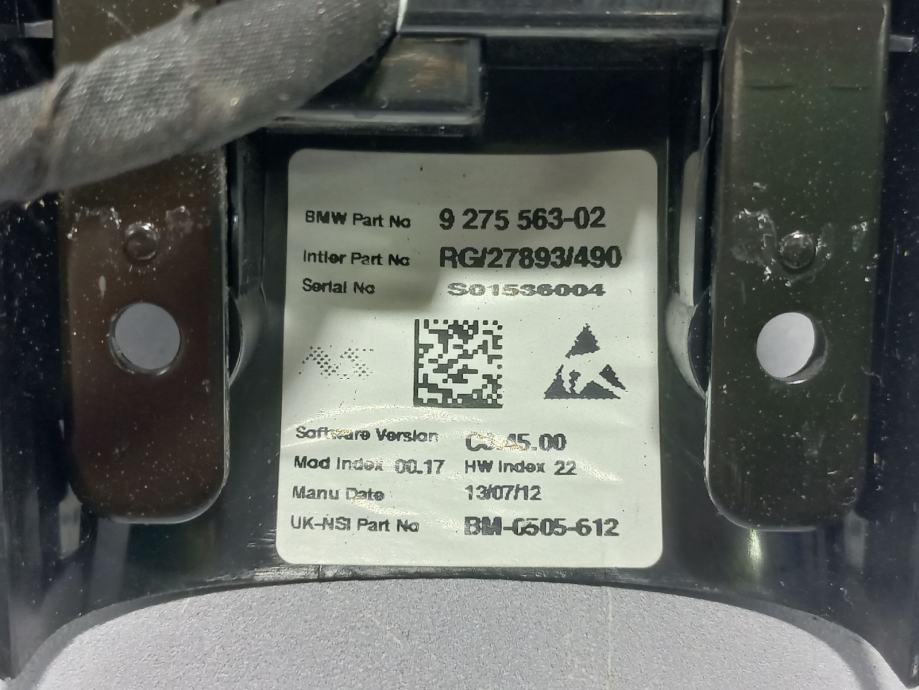 BMW Part No 9 275 563-02
Intier Part No RG/27893/490
Serial No S01536004
Software Version
Mod Index 00.17 HW Index 22
Manu Date 13/07/12
UK-NSI Part No BM-0505-612